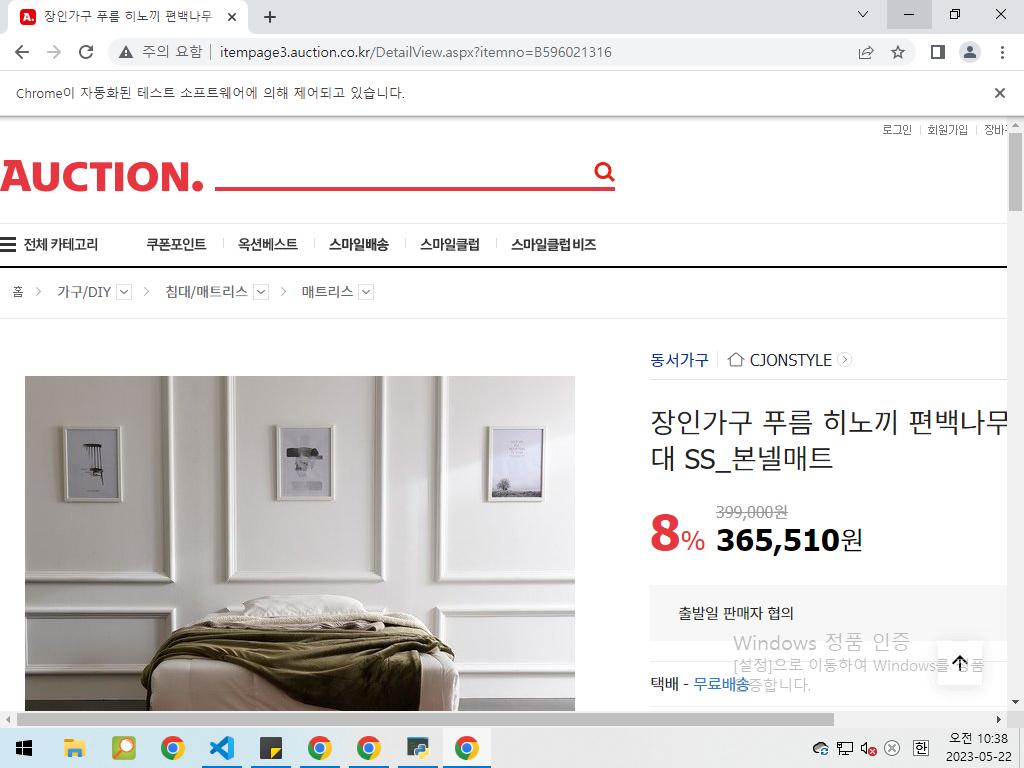 장인가구 푸름 히노끼 편백나무
주의 요함
itempage3.auction.co.kr/DetailView.aspx?itemno=B596021316
Chrome이 자동화된 테스트 소프트웨어에 의해 제어되고 있습니다.
로그인 회원가입 장바
AUCTION.
전체 카테고리 쿠폰포인트 옥션베스트 스마일배송 스마일클럽 스마일클럽 비즈
홈 가구/DIY 침대/매트리스 매트리스
동서가구 CJONSTYLE
장인가구 푸름 히노끼 편백나무
대 SS_본넬매트
399,000원
8% 365,510원
출발일 판매자 협의
Windows 정품 인증
[설정]으로 이동하여 Windows를 정품
인증합니다.
택배 - 무료배송
한
오전 10:38
2023-05-22